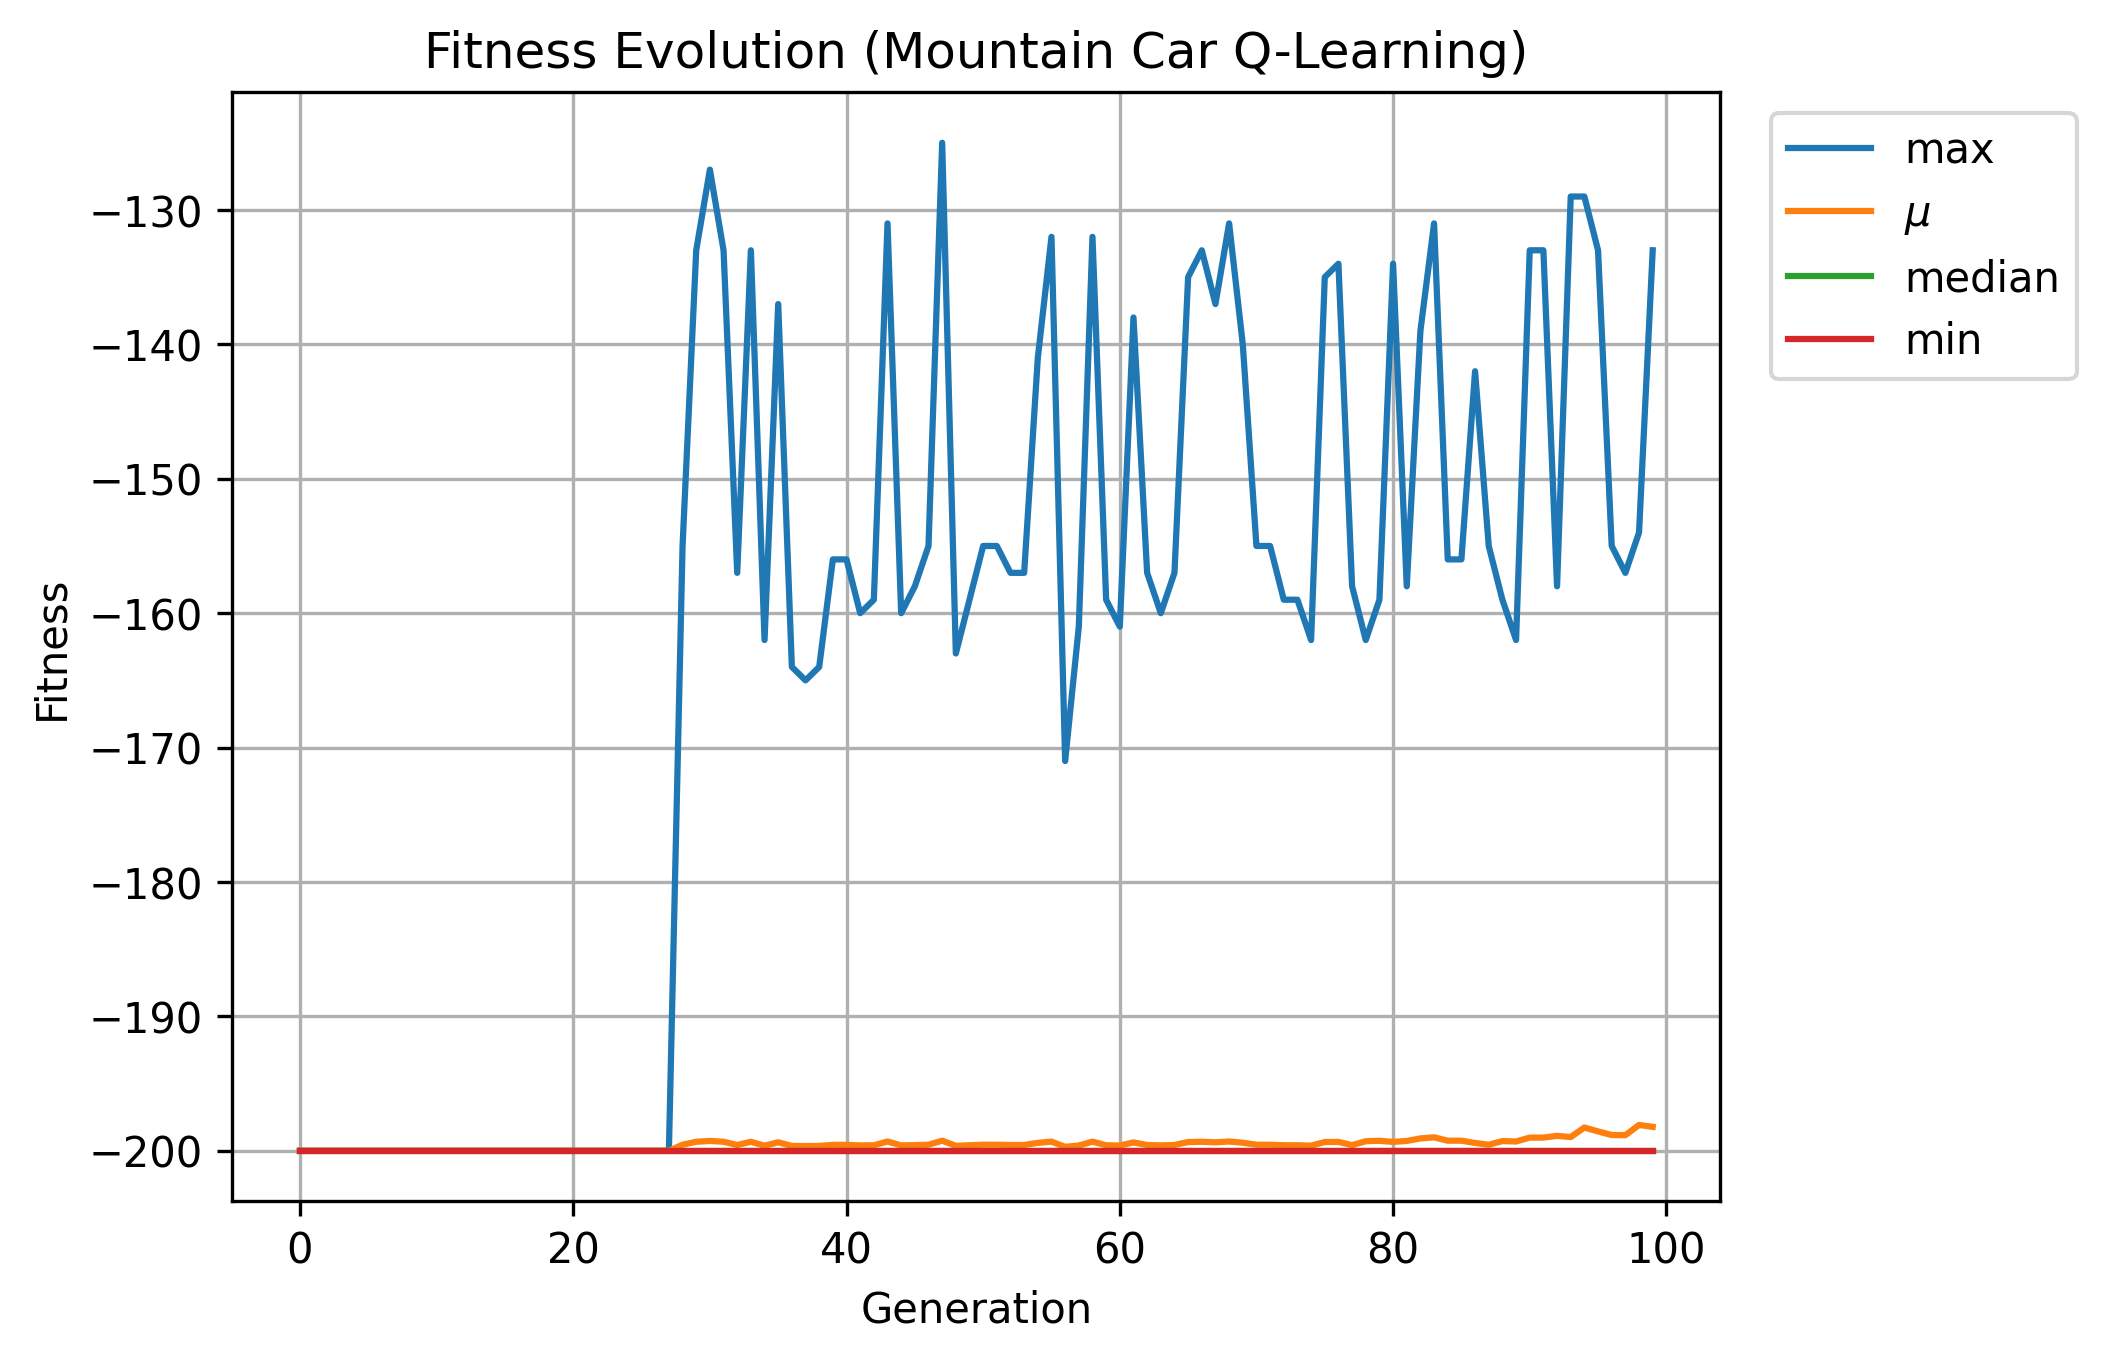 Fitness Evolution (Mountain Car Q-Learning)
max
μ
median
min
−130
−140
−150
−160
−170
−180
−190
−200
Fitness
0 20 40 60 80 100
Generation